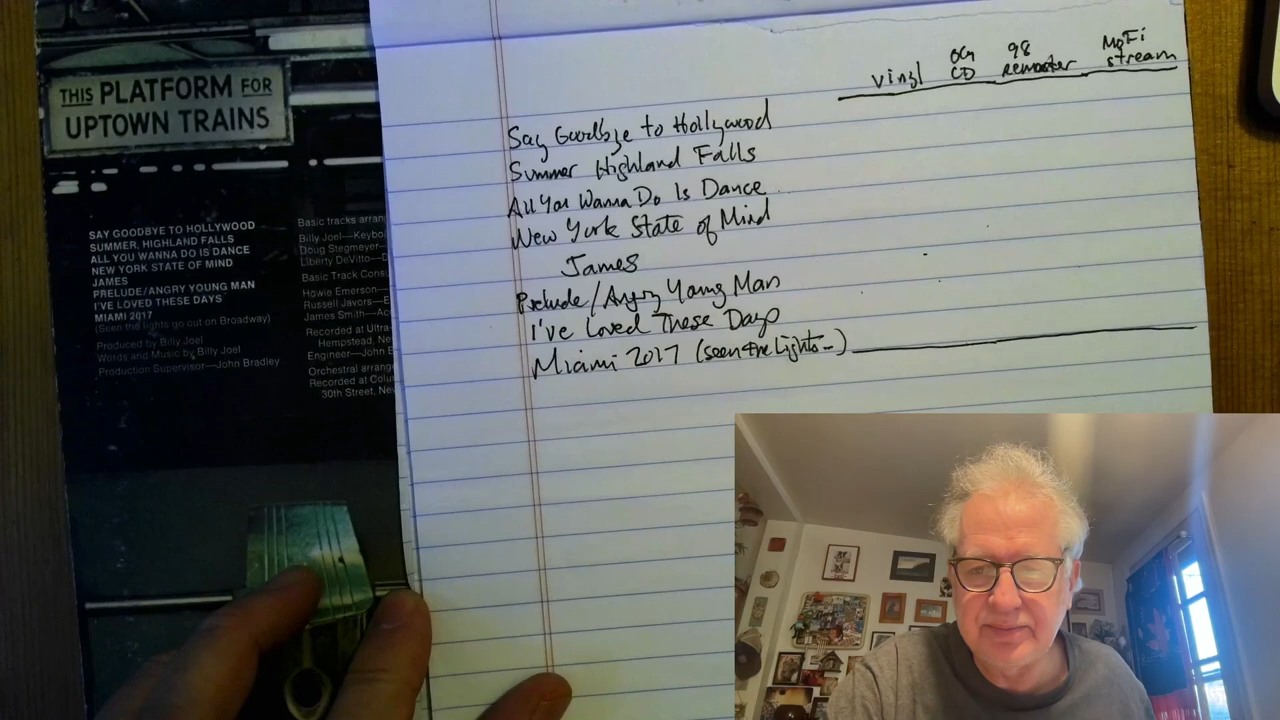 THIS PLATFORM FOR
UPTOWN TRAINS
SAY GOODBYE TO HOLLYWOOD
SUMMER, HIGHLAND FALLS
ALL YOU WANNA DO IS DANCE
NEW YORK STATE OF MIND
JAMES
PRELUDE/ANGRY YOUNG MAN
I'VE LOVED THESE DAYS
MIAMI 2017
(Seen the lights go out on Broadway)
Produced by Billy Joel
Words and Music by Billy Joel
Production Supervisor—John Bradley
Basic tracks arran
Billy Joel—Keybo
Doug Stegmeyer-
Liberty DeVitto—D
Basic Track Consu
Howie Emerson—
Russell Javors—E
James Smith—Ac
Recorded at Ultra-
Hempstead, Ne
Engineer—John B
Orchestral arrang
Recorded at Colu
30th Street, Nev
Vinyl
OG CD
98 Remaster
MoFi stream
Say Goodbye to Hollywood
Summer Highland Falls
All You Wanna Do Is Dance
New York State of Mind
James
Prelude/Angry Young Man
I've Loved These Days
Miami 2017 (seen the Lights-)